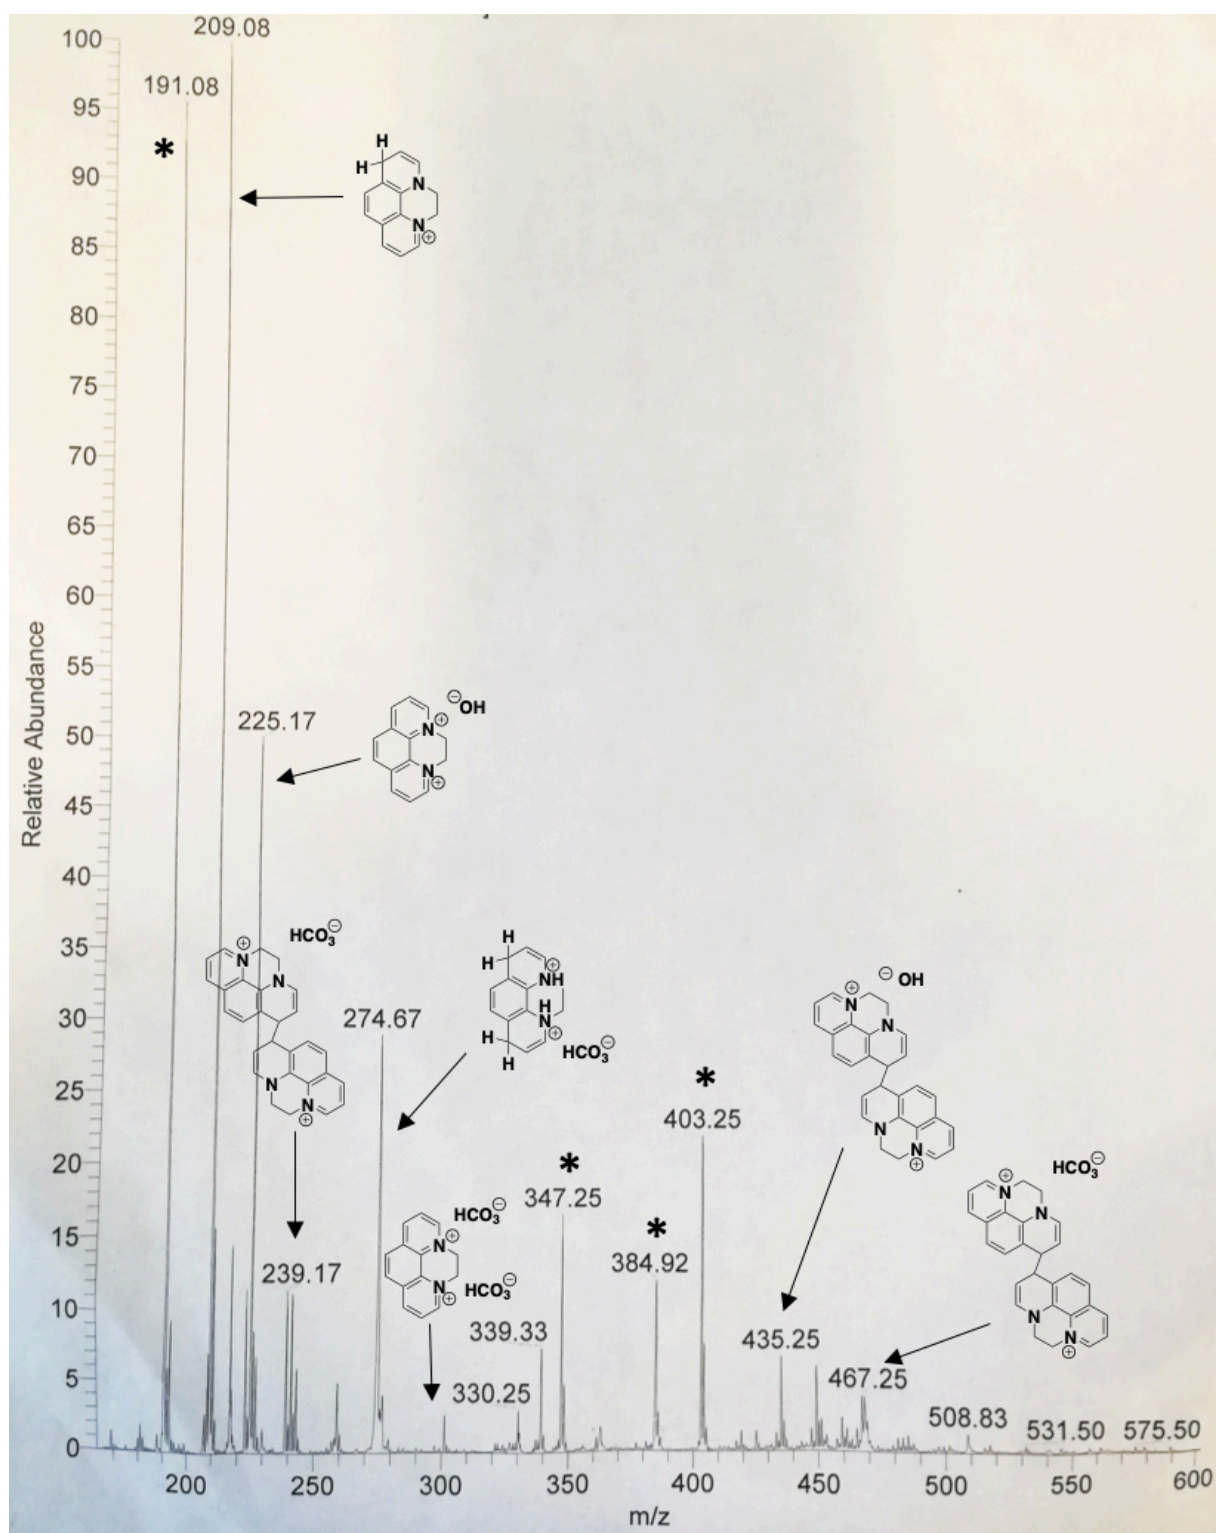 209.08
100
191.08
95
*
90
H
H
N
N
⊕
85
80
75
70
65
60
55
⊖OH
225.17
50
N ⊕
N ⊕
45
40
Relative Abundance
35
HCO3⊖
⊕
N
N
N
N
⊕
H
H
⊕
NH
H
N
⊕
H
H
HCO3⊖
⊖ OH
⊕
N
N
N
N
⊕
30
274.67
25
*
403.25
20
*
347.25
HCO3⊖
⊕
N
N
N
N
⊕
15
*
384.92
239.17
HCO3⊖
N ⊕
HCO3⊖
N ⊕
10
339.33
435.25
5
330.25
467.25
508.83
531.50
575.50
0
200
250
300
350
400
450
500
550
600
m/z